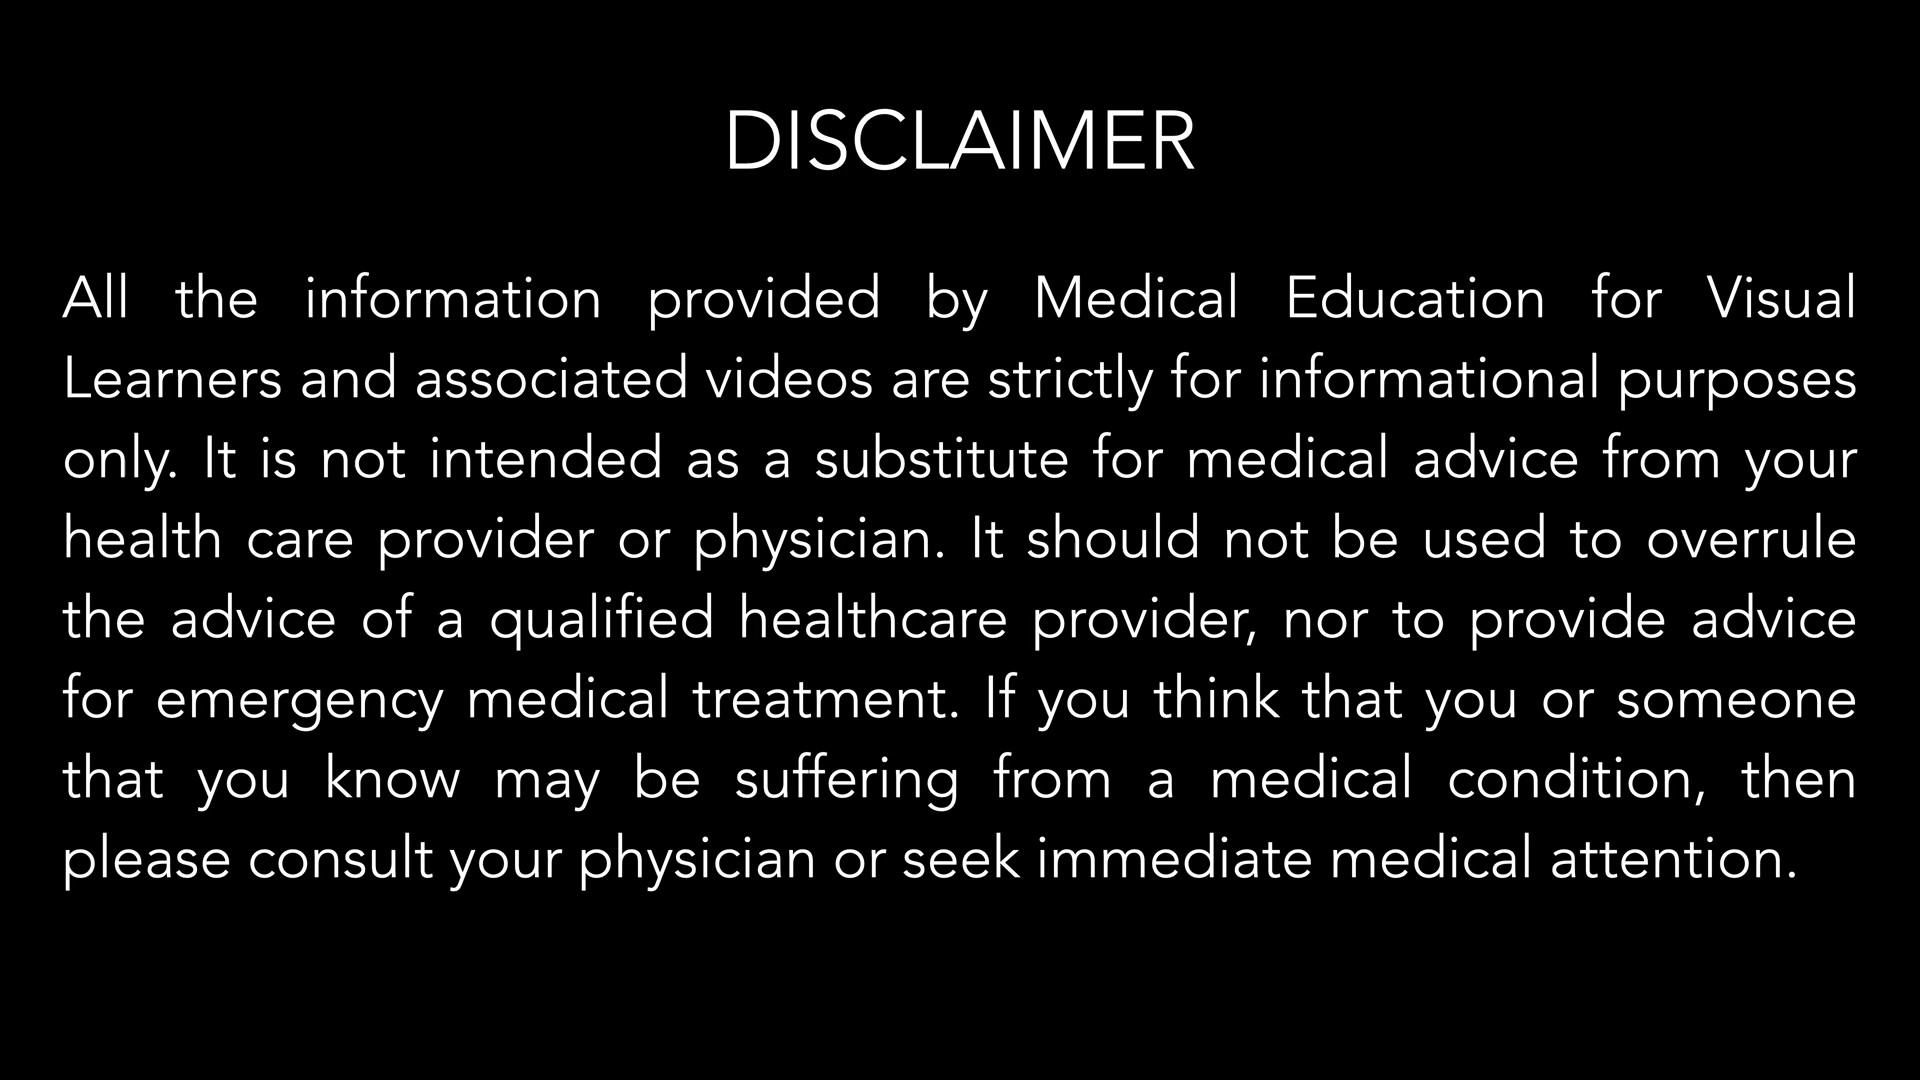 DISCLAIMER
All the information provided by Medical Education for Visual
Learners and associated videos are strictly for informational purposes
only. It is not intended as a substitute for medical advice from your
health care provider or physician. It should not be used to overrule
the advice of a qualified healthcare provider, nor to provide advice
for emergency medical treatment. If you think that you or someone
that you know may be suffering from a medical condition, then
please consult your physician or seek immediate medical attention.